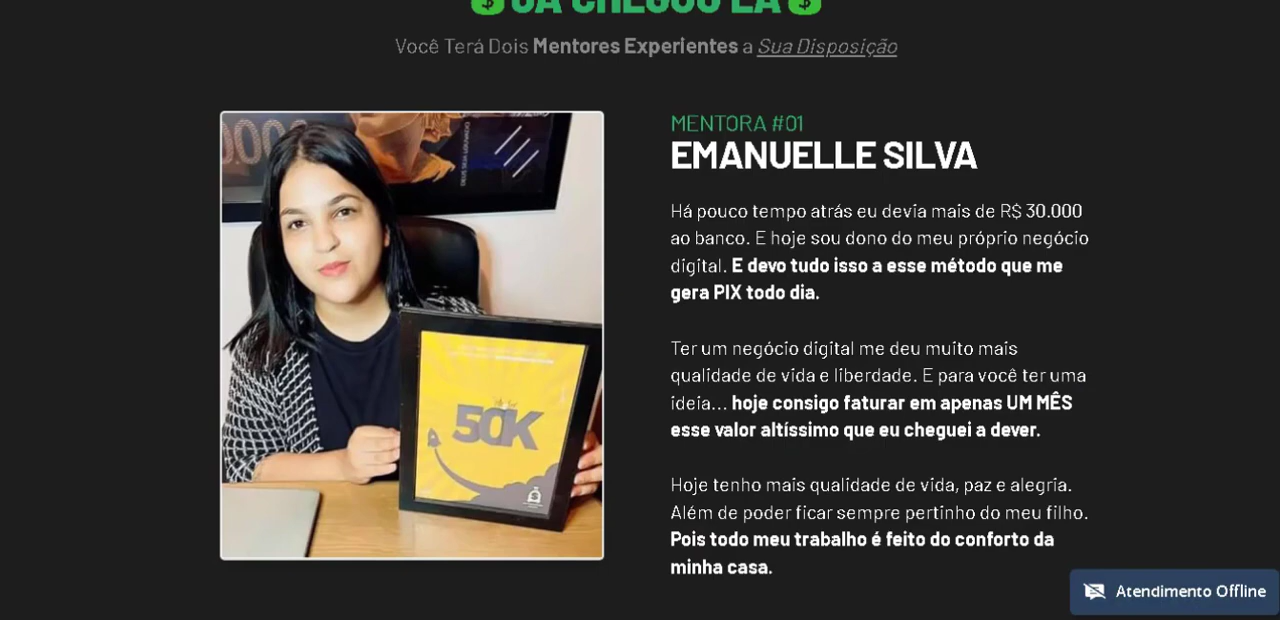 JÁ CHEGOU LÁ
Você Terá Dois Mentores Experientes a Sua Disposição
MENTORA #01
EMANUELLE SILVA
Há pouco tempo atrás eu devia mais de R$ 30.000
ao banco. E hoje sou dono do meu próprio negócio
digital. E devo tudo isso a esse método que me
gera PIX todo dia.
Ter um negócio digital me deu muito mais
qualidade de vida e liberdade. E para você ter uma
ideia... hoje consigo faturar em apenas UM MÊS
esse valor altíssimo que eu cheguei a dever.
Hoje tenho mais qualidade de vida, paz e alegria.
Além de poder ficar sempre pertinho do meu filho.
Pois todo meu trabalho é feito do conforto da
minha casa.
50K
Atendimento Offline